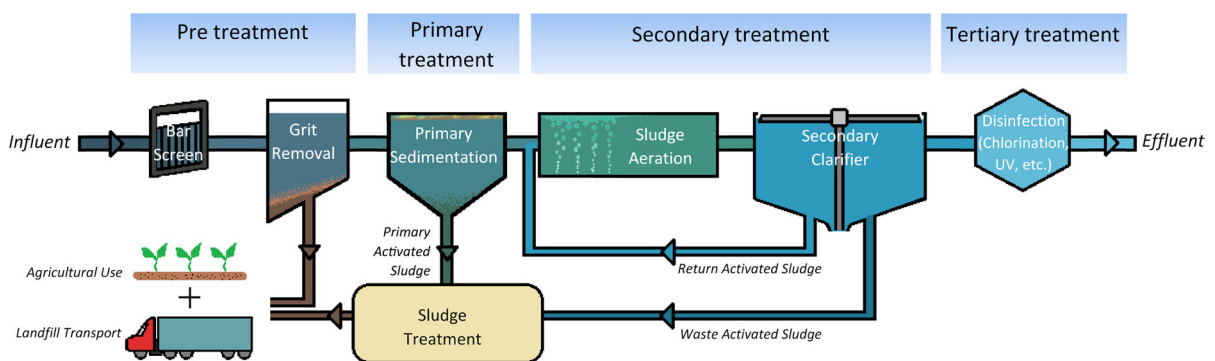 Pre treatment
Primary
treatment
Secondary treatment
Tertiary treatment
Influent
Bar
Screen
Grit
Removal
Primary
Sedimentation
Sludge
Aeration
Secondary
Clarifier
Disinfection
(Chlorination,
UV, etc.)
Effluent
Primary
Activated
Sludge
Return Activated Sludge
Agricultural Use
+
Landfill Transport
Sludge
Treatment
Waste Activated Sludge